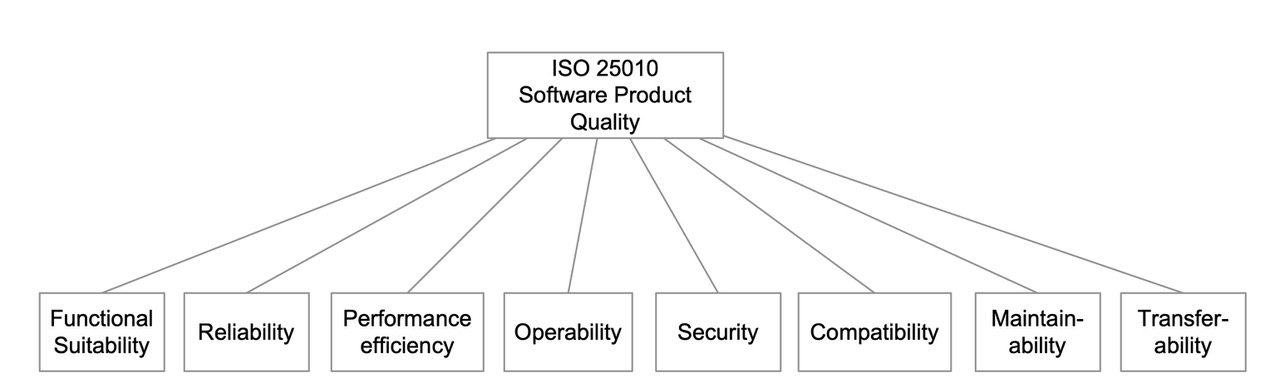 ISO 25010
Software Product
Quality
Functional
Suitability
Reliability
Performance
efficiency
Operability
Security
Compatibility
Maintain-
ability
Transfer-
ability